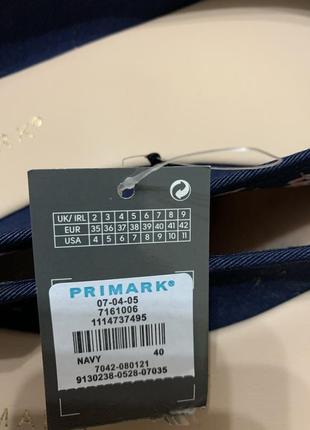 UK/ IRL 2 3 4 5 6 7 8 9
EUR 35 36 37 38 39 40 41 42
USA 4 5 6 7 8 9 10 11
PRIMARK®
07-04-05
7161006
1114737495
NAVY 40
7042-080121
9130238-0528-07035